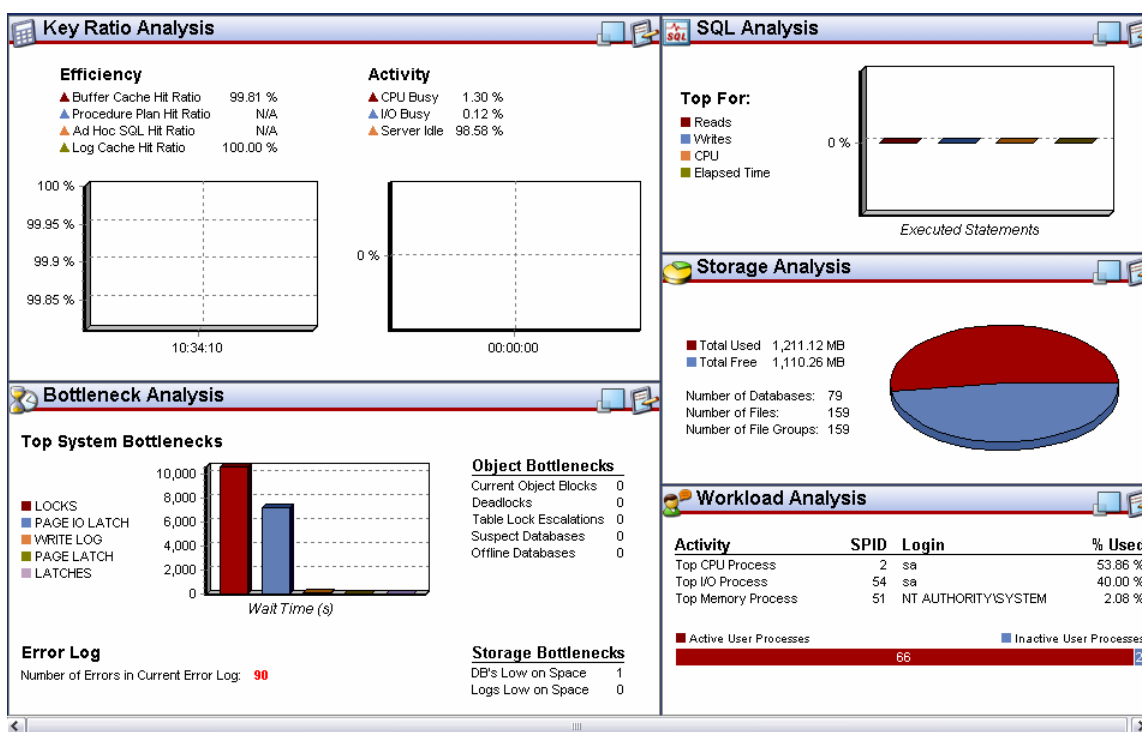 Key Ratio Analysis
Efficiency
Buffer Cache Hit Ratio 99.81 %
Procedure Plan Hit Ratio N/A
Ad Hoc SQL Hit Ratio N/A
Log Cache Hit Ratio 100.00 %
Activity
CPU Busy 1.30 %
I/O Busy 0.12 %
Server Idle 98.58 %
100 %
99.95 %
99.9 %
99.85 %
10:34:10
0 %
00:00:00
SQL Analysis
SQL
Top For:
Reads
Writes
CPU
Elapsed Time
0 %
Executed Statements
Storage Analysis
Total Used 1,211.12 MB
Total Free 1,110.26 MB
Number of Databases: 79
Number of Files: 159
Number of File Groups: 159
Bottleneck Analysis
Top System Bottlenecks
LOCKS
PAGE IO LATCH
WRITE LOG
PAGE LATCH
LATCHES
10,000
8,000
6,000
4,000
2,000
0
Wait Time (s)
Object Bottlenecks
Current Object Blocks 0
Deadlocks 0
Table Lock Escalations 0
Suspect Databases 0
Offline Databases 0
Error Log
Number of Errors in Current Error Log: 90
Storage Bottlenecks
DB's Low on Space 1
Logs Low on Space 0
Workload Analysis
Activity SPID Login % Used
Top CPU Process 2 sa 53.86 %
Top I/O Process 54 sa 40.00 %
Top Memory Process 51 NT AUTHORITY\SYSTEM 2.08 %
Active User Processes Inactive User Processes
66 2